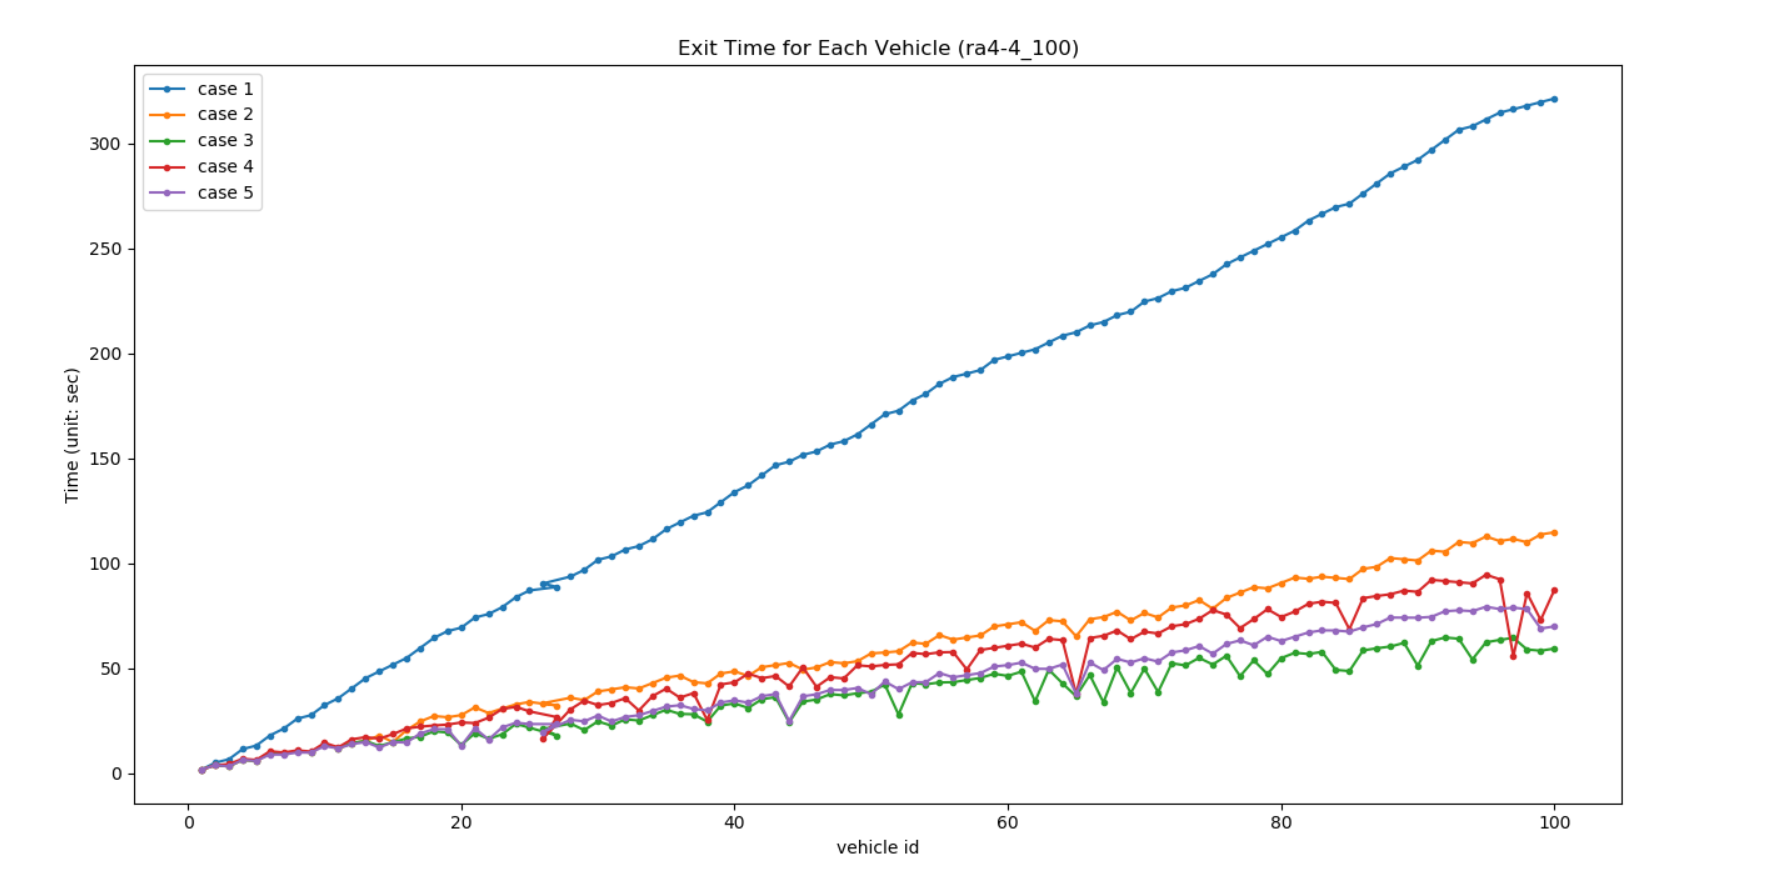 Exit Time for Each Vehicle (ra4-4_100)
case 1
case 2
case 3
case 4
case 5
300
250
200
150
100
50
0
Time (unit: sec)
0 20 40 60 80 100
vehicle id